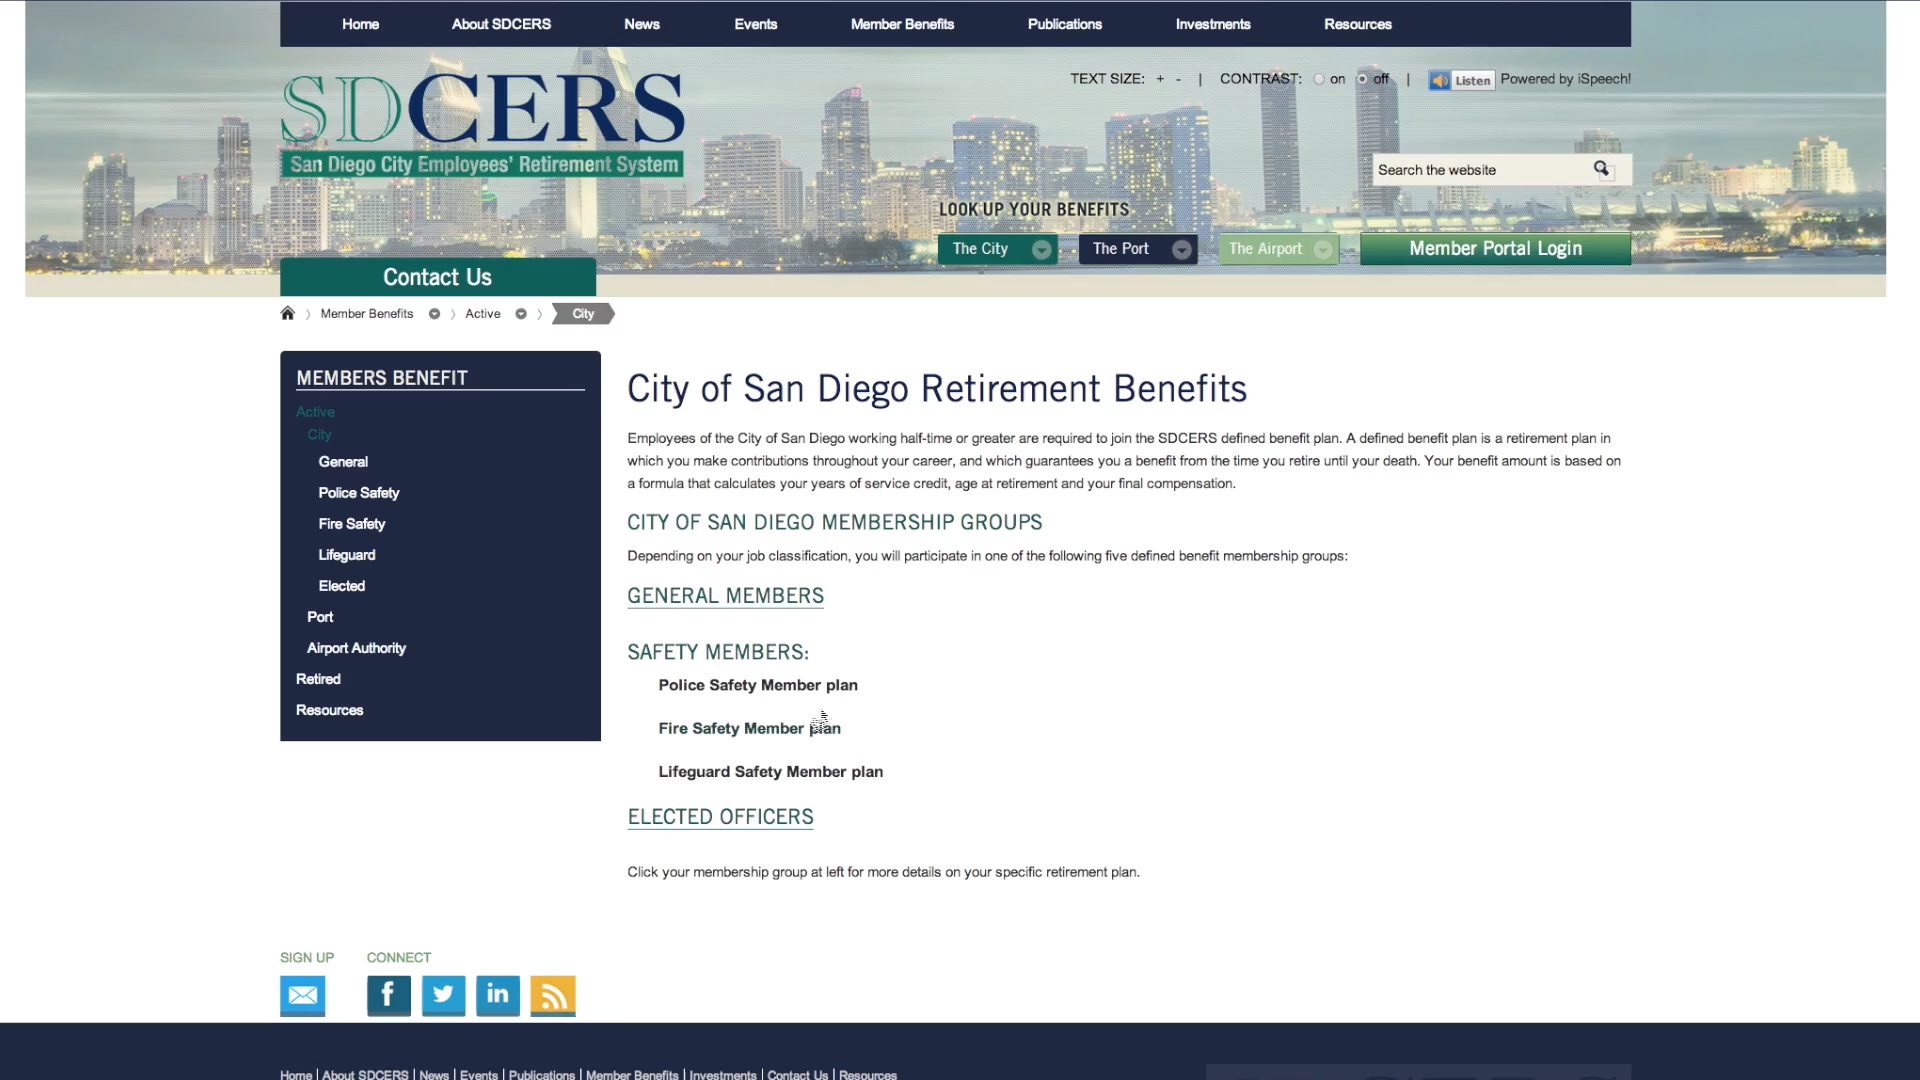 Home About SDCERS News Events Member Benefits Publications Investments Resources
TEXT SIZE: + - | CONTRAST: on off | Listen Powered by iSpeech!
SDCERS
San Diego City Employees' Retirement System
Search the website
LOOK UP YOUR BENEFITS
The City The Port The Airport Member Portal Login
Contact Us
Member Benefits Active City
MEMBERS BENEFIT
Active
City
General
Police Safety
Fire Safety
Lifeguard
Elected
Port
Airport Authority
Retired
Resources
City of San Diego Retirement Benefits
Employees of the City of San Diego working half-time or greater are required to join the SDCERS defined benefit plan. A defined benefit plan is a retirement plan in
which you make contributions throughout your career, and which guarantees you a benefit from the time you retire until your death. Your benefit amount is based on
a formula that calculates your years of service credit, age at retirement and your final compensation.
CITY OF SAN DIEGO MEMBERSHIP GROUPS
Depending on your job classification, you will participate in one of the following five defined benefit membership groups:
GENERAL MEMBERS
SAFETY MEMBERS:
Police Safety Member plan
Fire Safety Member plan
Lifeguard Safety Member plan
ELECTED OFFICERS
Click your membership group at left for more details on your specific retirement plan.
SIGN UP CONNECT
Home | About SDCERS | News | Events | Publications | Member Benefits | Investments | Contact Us | Resources